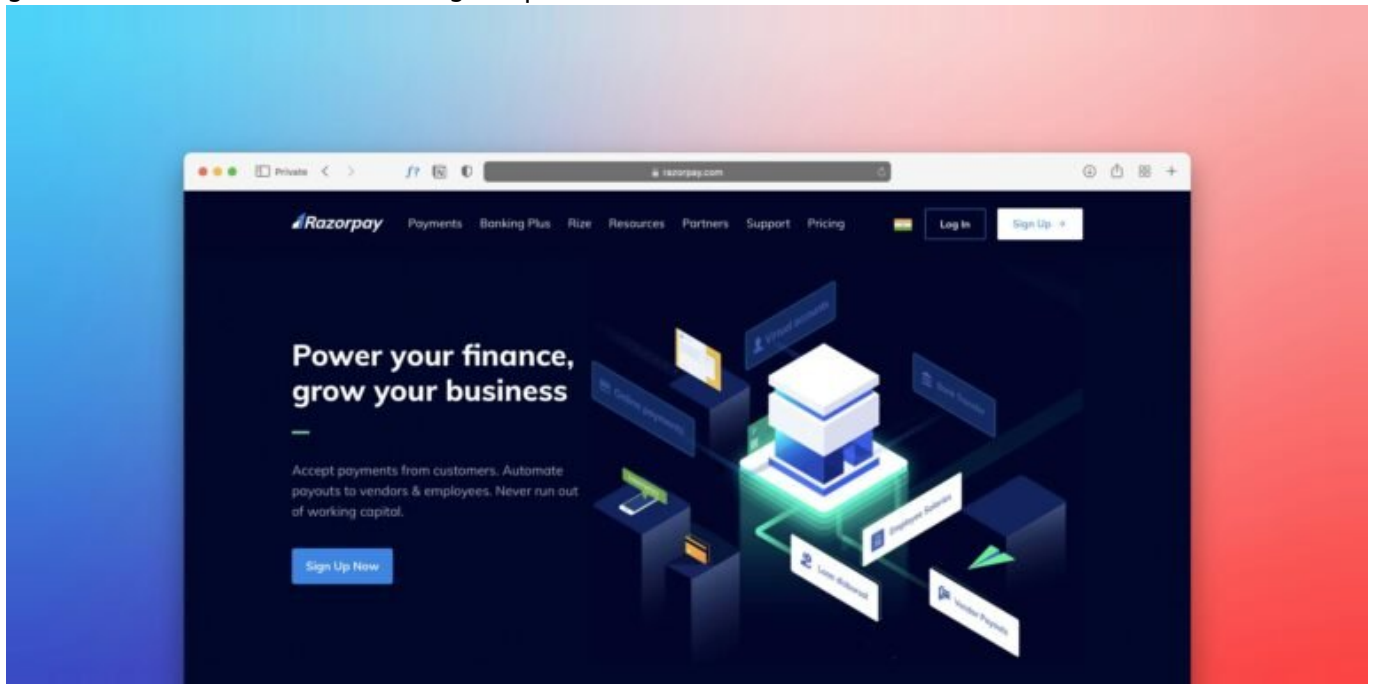 Private
razorpay.com
Razorpay Payments Banking Plus Rize Resources Partners Support Pricing Log In Sign Up
Virtual accounts
Power your finance,
grow your business
Online payments
Bank transfer
Accept payments from customers. Automate
payouts to vendors & employees. Never run out
of working capital.
Employee Salaries
Loan disbursal
Sign Up Now
Vendor Payouts